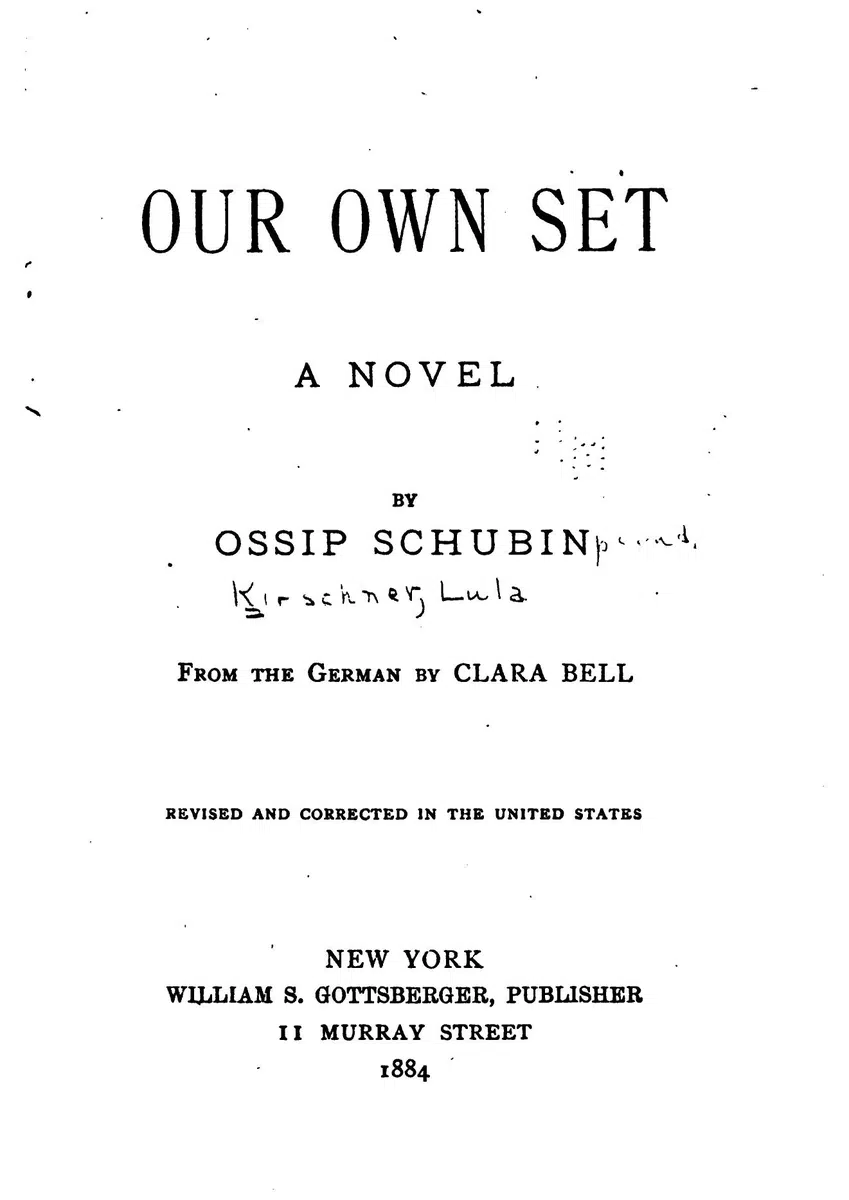 OUR OWN SET
A NOVEL
BY
OSSIP SCHUBIN
Kirschner, Lula
FROM THE GERMAN BY CLARA BELL
REVISED AND CORRECTED IN THE UNITED STATES
NEW YORK
WILLIAM S. GOTTSBERGER, PUBLISHER
11 MURRAY STREET
1884